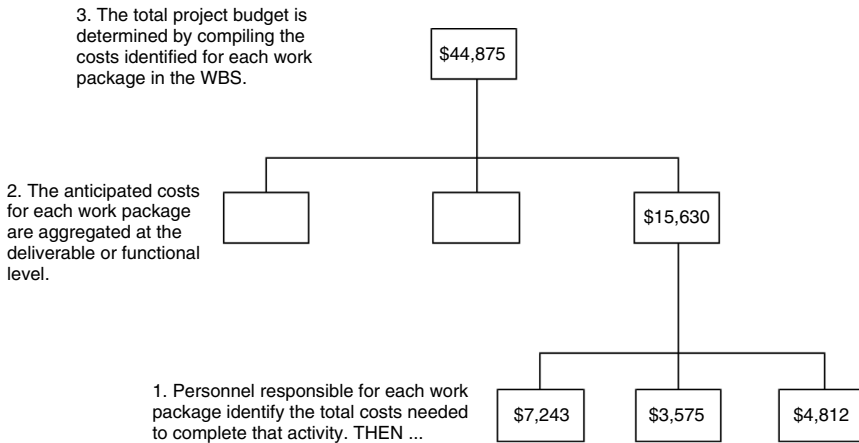 3. The total project budget is
determined by compiling the
costs identified for each work
package in the WBS.
$44,875
2. The anticipated costs
for each work package
are aggregated at the
deliverable or functional
level.
$15,630
1. Personnel responsible for each work
package identify the total costs needed
to complete that activity. THEN ...
$7,243
$3,575
$4,812